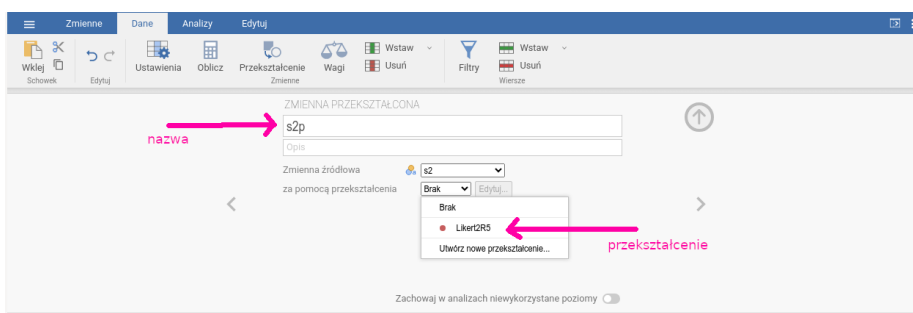 Zmienne Dane Analizy Edytuj
Wklej Ustawienia Oblicz Przekształcenie Wagi Wstaw Usuń Filtry Wstaw Usuń
Schowek Edytuj Zmienne Wiersze
ZMIENNA PRZEKSZTAŁCONA
s2p
nazwa
Opis
Zmienna źródłowa s2
za pomocą przekształcenia Brak Edytuj...
Brak
Likert2R5
przekształcenie
Utwórz nowe przekształcenie...
Zachowaj w analizach niewykorzystane poziomy